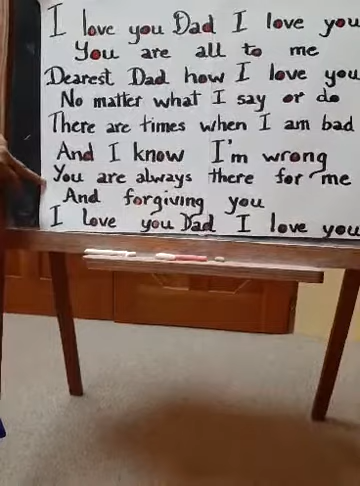 I love you Dad I love you
You are all to me
Dearest Dad how I love you
No matter what I say or do
There are times when I am bad
And I know I'm wrong
You are always there for me
And forgiving you
I love you Dad I love you